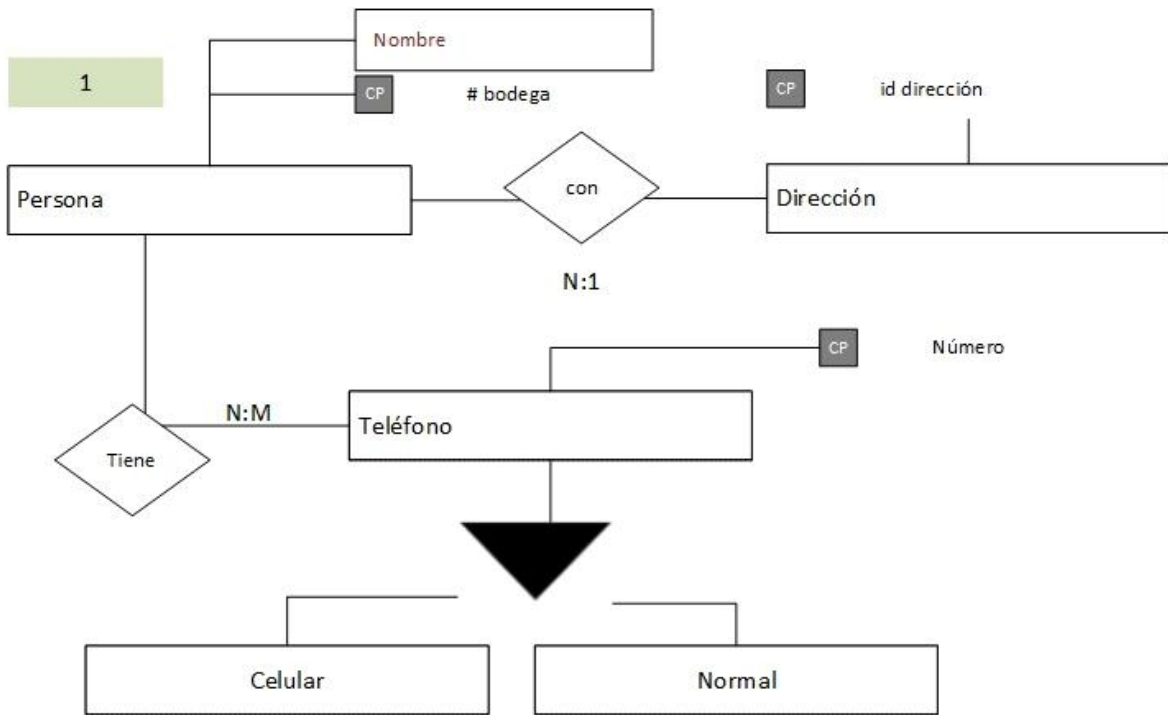 Nombre
1
CP # bodega
CP id dirección
Persona
con
Dirección
N:1
CP Número
N:M
Teléfono
Tiene
Celular
Normal